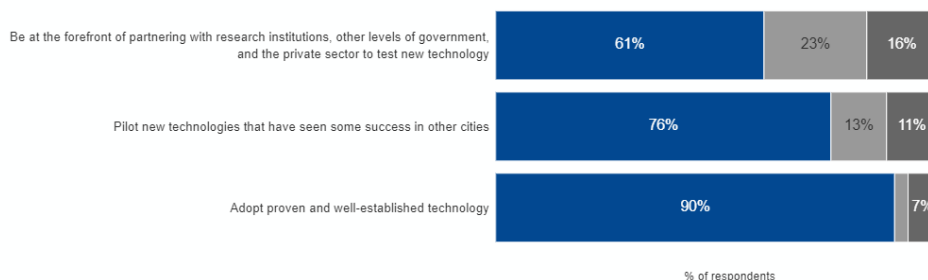 Be at the forefront of partnering with research institutions, other levels of government,
and the private sector to test new technology
61%
23%
16%
Pilot new technologies that have seen some success in other cities
76%
13%
11%
Adopt proven and well-established technology
90%
7%
% of respondents